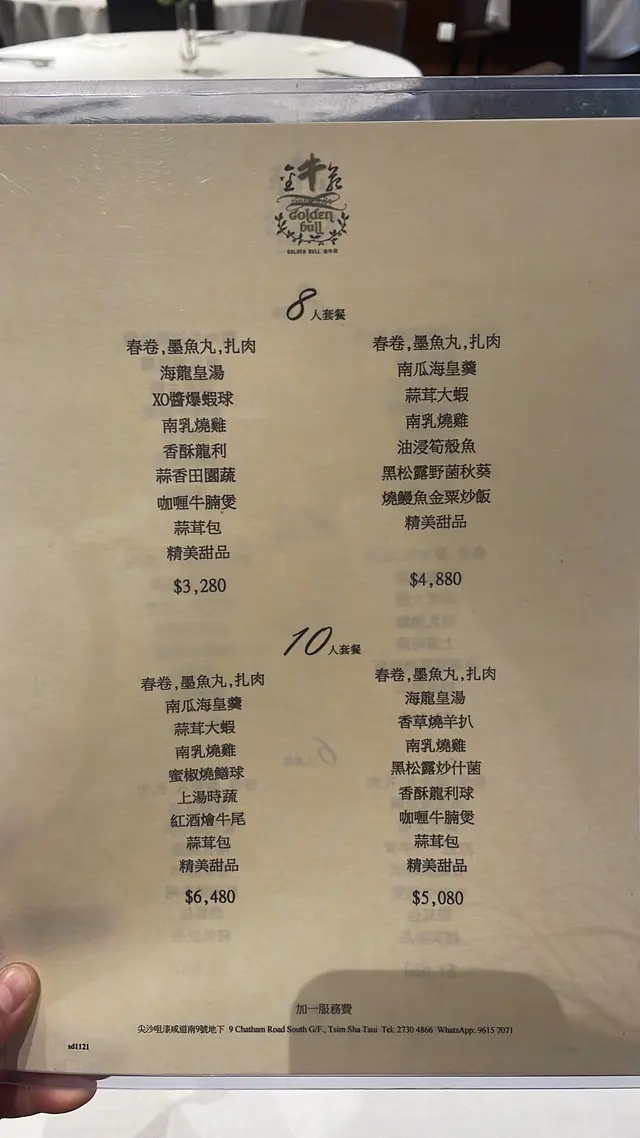 金牛苑
Golden
Bull
GOLDEN BULL 金牛苑
8人套餐
春卷,墨魚丸,扎肉
海龍皇湯
XO醬爆蝦球
南乳燒雞
香酥龍利
蒜香田園蔬
咖喱牛腩煲
蒜茸包
精美甜品
$3,280
春卷,墨魚丸,扎肉
南瓜海皇羹
蒜茸大蝦
南乳燒雞
油浸筍殼魚
黑松露野菌秋葵
燒鰻魚金粟炒飯
精美甜品
$4,880
10人套餐
春卷,墨魚丸,扎肉
南瓜海皇羹
蒜茸大蝦
南乳燒雞
蜜椒燒鱔球
上湯時蔬
紅酒燴牛尾
蒜茸包
精美甜品
$6,480
春卷,墨魚丸,扎肉
海龍皇湯
香草燒羊扒
南乳燒雞
黑松露炒什菌
香酥龍利球
咖喱牛腩煲
蒜茸包
精美甜品
$5,080
加一服務費
尖沙咀漆咸道南9號地下 9 Chatham Road South G/F., Tsim Sha Tsui Tel: 2730 4866 WhatsApp: 9615 7071
sd1121